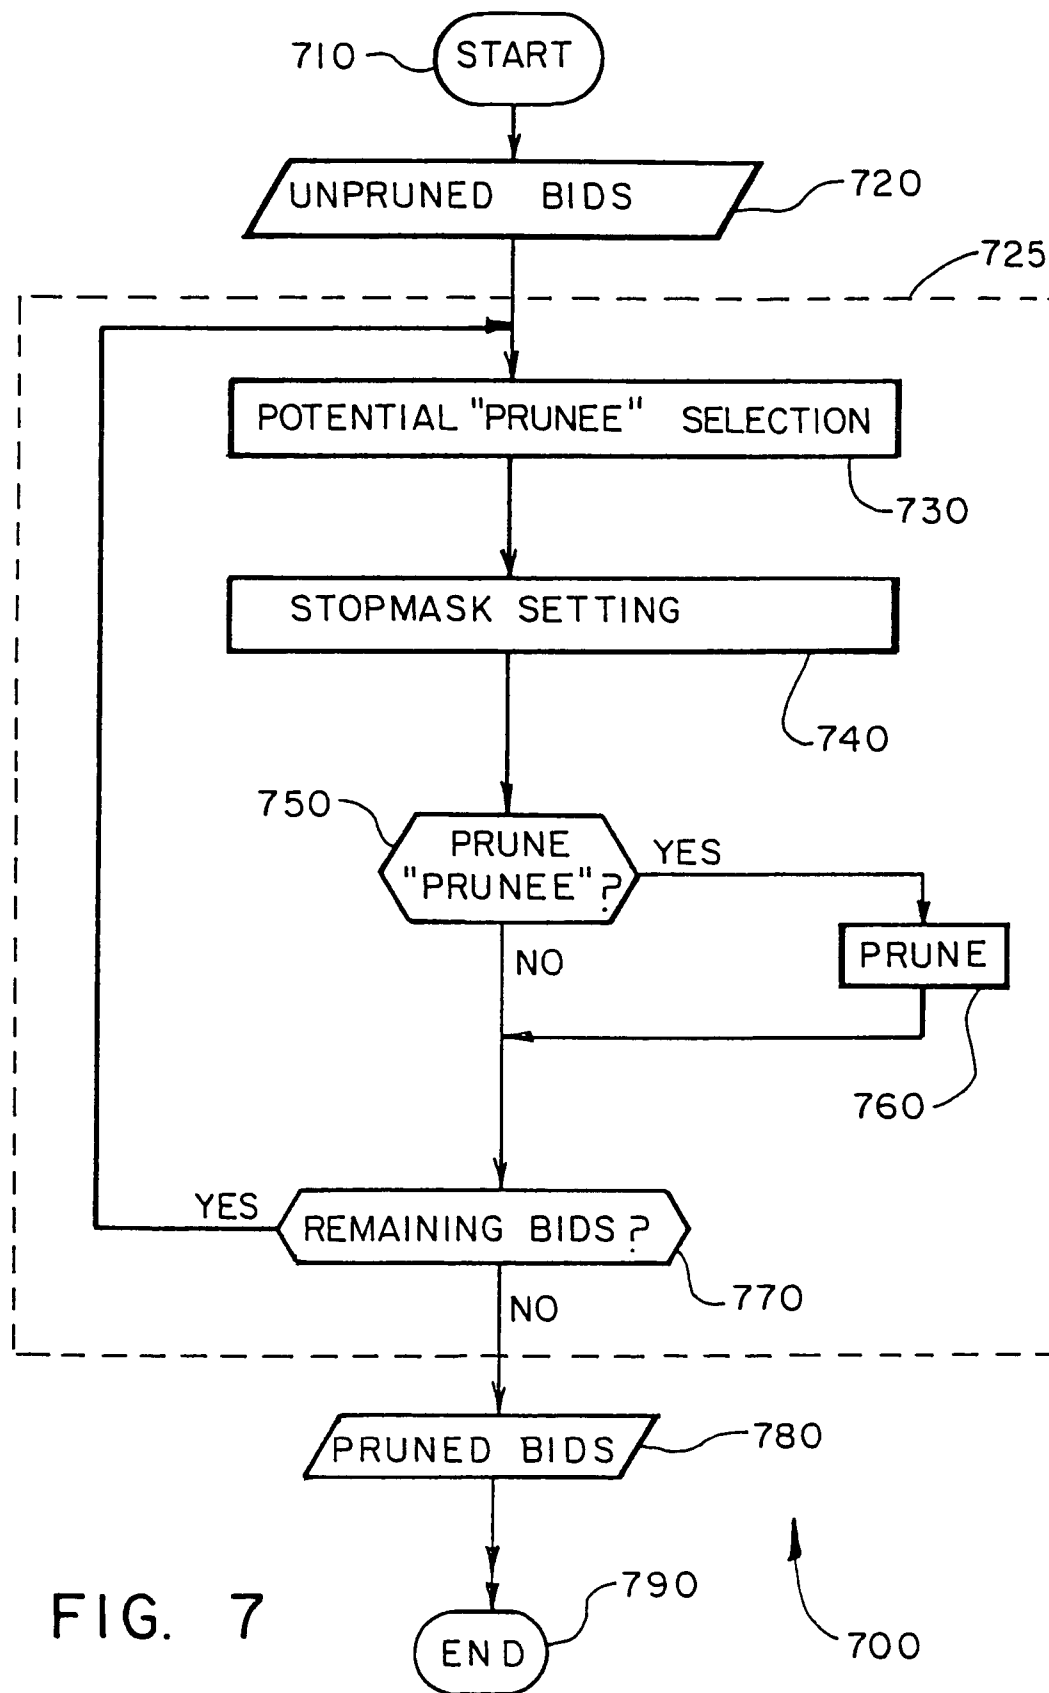 710
START
UNPRUNED BIDS
720
725
POTENTIAL "PRUNEE" SELECTION
730
STOPMASK SETTING
740
750
PRUNE
"PRUNEE"?
YES
NO
PRUNE
760
YES
REMAINING BIDS?
770
NO
PRUNED BIDS
780
790
END
700
FIG. 7